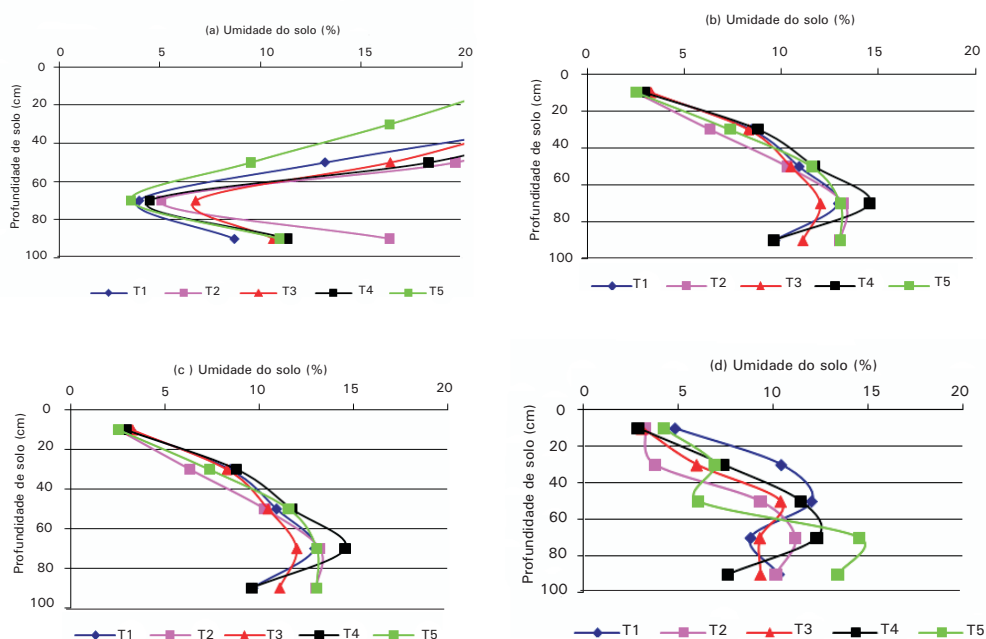 (a) Umidade do solo (%)
0 5 10 15 20
Profundidade de solo (cm)
0
20
40
60
80
100
T1 T2 T3 T4 T5
(b) Umidade do solo (%)
0 5 10 15 20
Profundidade de solo (cm)
0
20
40
60
80
100
T1 T2 T3 T4 T5
(c ) Umidade do solo (%)
0 5 10 15 20
Profundidade de solo (cm)
0
20
40
60
80
100
T1 T2 T3 T4 T5
(d) Umidade do solo (%)
0 5 10 15 20
Profundidade de solo (cm)
0
20
40
60
80
100
T1 T2 T3 T4 T5